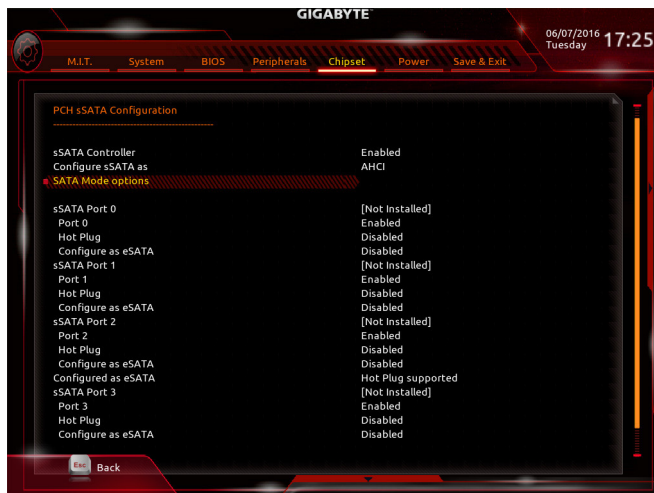 GIGABYTE
06/07/2016 17:25
Tuesday
M.I.T. System BIOS Peripherals Chipset Power Save & Exit
PCH sSATA Configuration
------------------------------------------------
sSATA Controller Enabled
Configure sSATA as AHCI
SATA Mode options
sSATA Port 0 [Not Installed]
Port 0 Enabled
Hot Plug Disabled
Configure as eSATA Disabled
sSATA Port 1 [Not Installed]
Port 1 Enabled
Hot Plug Disabled
Configure as eSATA Disabled
sSATA Port 2 [Not Installed]
Port 2 Enabled
Hot Plug Disabled
Configure as eSATA Disabled
Configured as eSATA Hot Plug supported
sSATA Port 3 [Not Installed]
Port 3 Enabled
Hot Plug Disabled
Configure as eSATA Disabled
Esc Back